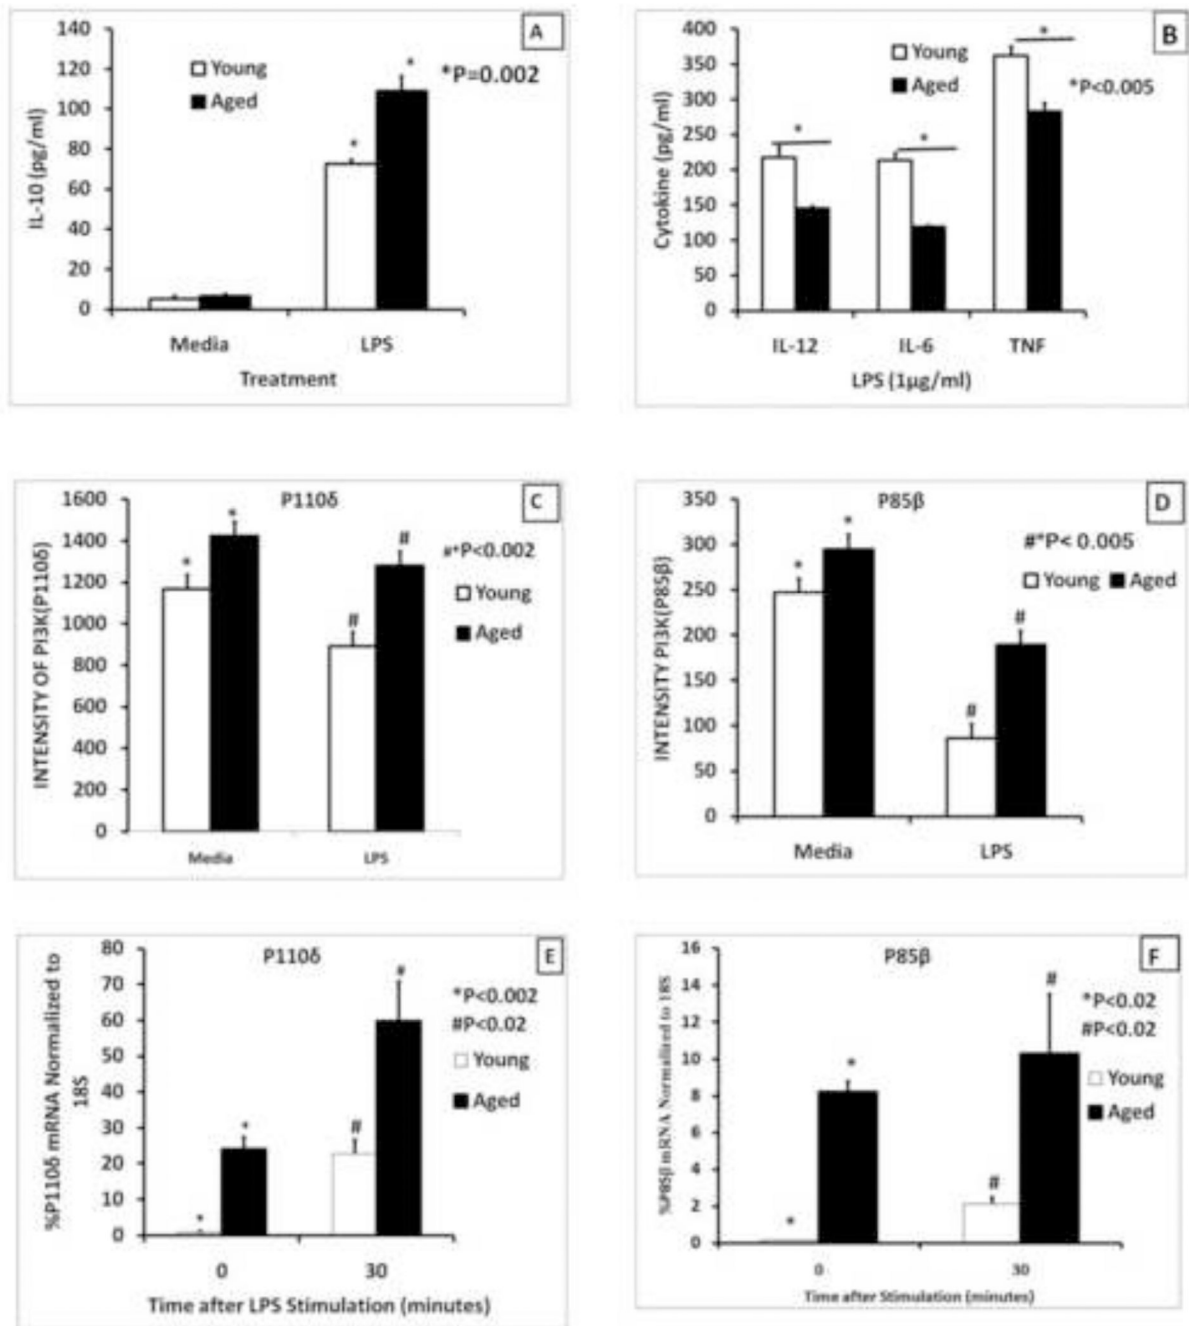 A
140
120
100
80
60
40
20
0
IL-10 (pg/ml)
Young
Aged
*
*
*P=0.002
Media LPS
Treatment
B
400
350
300
250
200
150
100
50
0
Cytokine (pg/ml)
Young
Aged
*
*
*
*P<0.005
IL-12 IL-6 TNF
LPS (1µg/ml)
C
P110δ
1600
1400
1200
1000
800
600
400
200
0
INTENSITY OF PI3K(P110δ)
*
*
#
#
#*P<0.002
Young
Aged
Media LPS
D
P85β
350
300
250
200
150
100
50
0
INTENSITY PI3K(P85β)
*
*
#
#
#*P< 0.005
Young Aged
Media LPS
E
P110δ
80
70
60
50
40
30
20
10
0
%P110δ mRNA Normalized to
18S
*
*
#
#
*P<0.002
#P<0.02
Young
Aged
0 30
Time after LPS Stimulation (minutes)
F
P85β
16
14
12
10
8
6
4
2
0
%P85β mRNA Normalized to 18S
*
*
#
#
*P<0.02
#P<0.02
Young
Aged
0 30
Time after Stimulation (minutes)